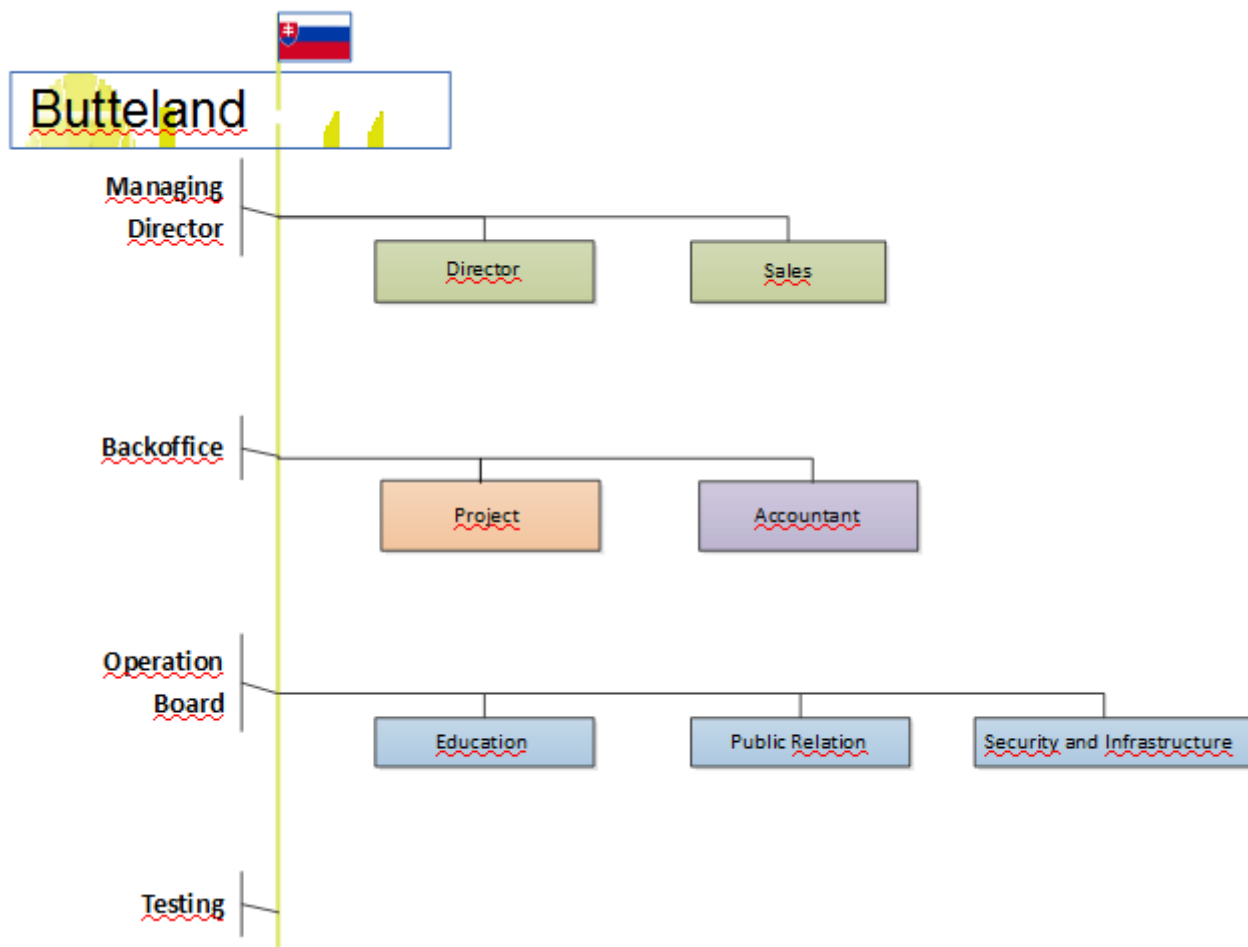 Butteland
Managing
Director
Director
Sales
Backoffice
Project
Accountant
Operation
Board
Education
Public Relation
Security and Infrastructure
Testing